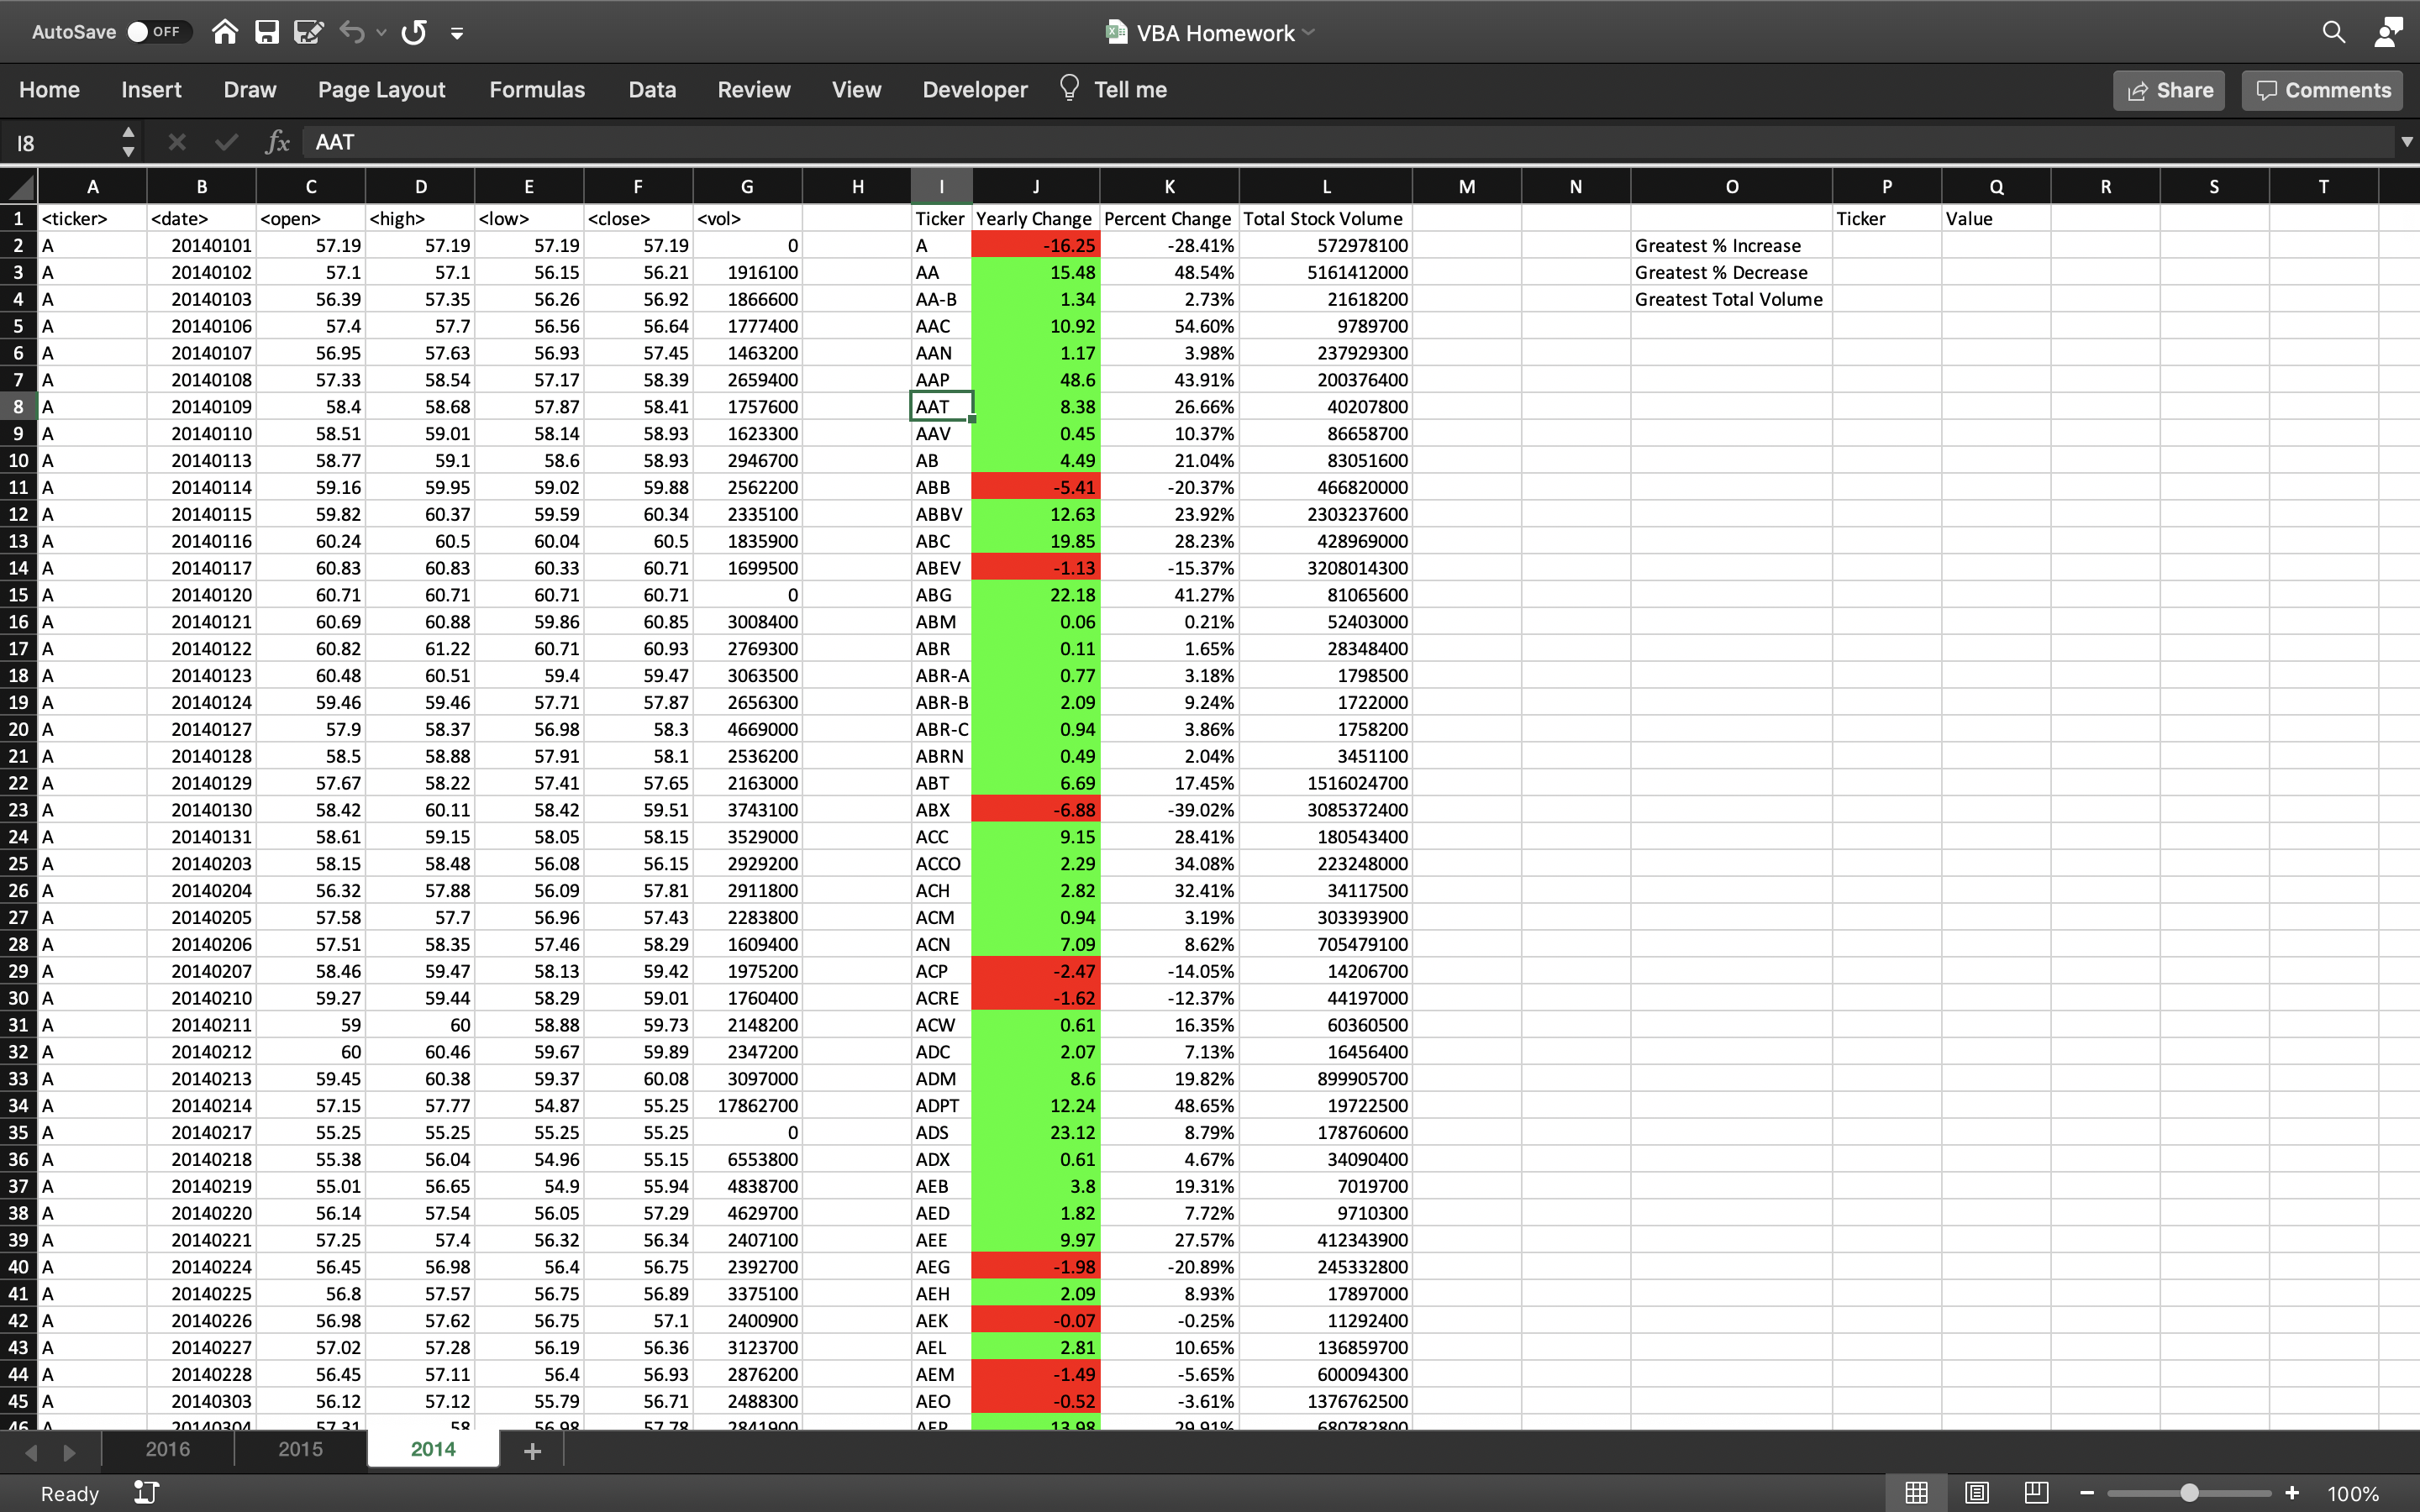 AutoSave OFF VBA Homework
Home Insert Draw Page Layout Formulas Data Review View Developer Tell me Share Comments
I8 fx AAT
A B C D E F G H I J K L M N O P Q R S T
1 <ticker> <date> <open> <high> <low> <close> <vol> Ticker Yearly Change Percent Change Total Stock Volume Ticker Value
2 A 20140101 57.19 57.19 57.19 57.19 0 A -16.25 -28.41% 572978100 Greatest % Increase
3 A 20140102 57.1 57.1 56.15 56.21 1916100 AA 15.48 48.54% 5161412000 Greatest % Decrease
4 A 20140103 56.39 57.35 56.26 56.92 1866600 AA-B 1.34 2.73% 21618200 Greatest Total Volume
5 A 20140106 57.4 57.7 56.56 56.64 1777400 AAC 10.92 54.60% 9789700
6 A 20140107 56.95 57.63 56.93 57.45 1463200 AAN 1.17 3.98% 237929300
7 A 20140108 57.33 58.54 57.17 58.39 2659400 AAP 48.6 43.91% 200376400
8 A 20140109 58.4 58.68 57.87 58.41 1757600 AAT 8.38 26.66% 40207800
9 A 20140110 58.51 59.01 58.14 58.93 1623300 AAV 0.45 10.37% 86658700
10 A 20140113 58.77 59.1 58.6 58.93 2946700 AB 4.49 21.04% 83051600
11 A 20140114 59.16 59.95 59.02 59.88 2562200 ABB -5.41 -20.37% 466820000
12 A 20140115 59.82 60.37 59.59 60.34 2335100 ABBV 12.63 23.92% 2303237600
13 A 20140116 60.24 60.5 60.04 60.5 1835900 ABC 19.85 28.23% 428969000
14 A 20140117 60.83 60.83 60.33 60.71 1699500 ABEV -1.13 -15.37% 3208014300
15 A 20140120 60.71 60.71 60.71 60.71 0 ABG 22.18 41.27% 81065600
16 A 20140121 60.69 60.88 59.86 60.85 3008400 ABM 0.06 0.21% 52403000
17 A 20140122 60.82 61.22 60.71 60.93 2769300 ABR 0.11 1.65% 28348400
18 A 20140123 60.48 60.51 59.4 59.47 3063500 ABR-A 0.77 3.18% 1798500
19 A 20140124 59.46 59.46 57.71 57.87 2656300 ABR-B 2.09 9.24% 1722000
20 A 20140127 57.9 58.37 56.98 58.3 4669000 ABR-C 0.94 3.86% 1758200
21 A 20140128 58.5 58.88 57.91 58.1 2536200 ABRN 0.49 2.04% 3451100
22 A 20140129 57.67 58.22 57.41 57.65 2163000 ABT 6.69 17.45% 1516024700
23 A 20140130 58.42 60.11 58.42 59.51 3743100 ABX -6.88 -39.02% 3085372400
24 A 20140131 58.61 59.15 58.05 58.15 3529000 ACC 9.15 28.41% 180543400
25 A 20140203 58.15 58.48 56.08 56.15 2929200 ACCO 2.29 34.08% 223248000
26 A 20140204 56.32 57.88 56.09 57.81 2911800 ACH 2.82 32.41% 34117500
27 A 20140205 57.58 57.7 56.96 57.43 2283800 ACM 0.94 3.19% 303393900
28 A 20140206 57.51 58.35 57.46 58.29 1609400 ACN 7.09 8.62% 705479100
29 A 20140207 58.46 59.47 58.13 59.42 1975200 ACP -2.47 -14.05% 14206700
30 A 20140210 59.27 59.44 58.29 59.01 1760400 ACRE -1.62 -12.37% 44197000
31 A 20140211 59 60 58.88 59.73 2148200 ACW 0.61 16.35% 60360500
32 A 20140212 60 60.46 59.67 59.89 2347200 ADC 2.07 7.13% 16456400
33 A 20140213 59.45 60.38 59.37 60.08 3097000 ADM 8.6 19.82% 899905700
34 A 20140214 57.15 57.77 54.87 55.25 17862700 ADPT 12.24 48.65% 19722500
35 A 20140217 55.25 55.25 55.25 55.25 0 ADS 23.12 8.79% 178760600
36 A 20140218 55.38 56.04 54.96 55.15 6553800 ADX 0.61 4.67% 34090400
37 A 20140219 55.01 56.65 54.9 55.94 4838700 AEB 3.8 19.31% 7019700
38 A 20140220 56.14 57.54 56.05 57.29 4629700 AED 1.82 7.72% 9710300
39 A 20140221 57.25 57.4 56.32 56.34 2407100 AEE 9.97 27.57% 412343900
40 A 20140224 56.45 56.98 56.4 56.75 2392700 AEG -1.98 -20.89% 245332800
41 A 20140225 56.8 57.57 56.75 56.89 3375100 AEH 2.09 8.93% 17897000
42 A 20140226 56.98 57.62 56.75 57.1 2400900 AEK -0.07 -0.25% 11292400
43 A 20140227 57.02 57.28 56.19 56.36 3123700 AEL 2.81 10.65% 136859700
44 A 20140228 56.45 57.11 56.4 56.93 2876200 AEM -1.49 -5.65% 600094300
45 A 20140303 56.12 57.12 55.79 56.71 2488300 AEO -0.52 -3.61% 1376762500
46 A 20140304 57.31 58 56.98 57.78 2841900 AEP 13.98 29.91% 680782800
2016 2015 2014 +
Ready 100%